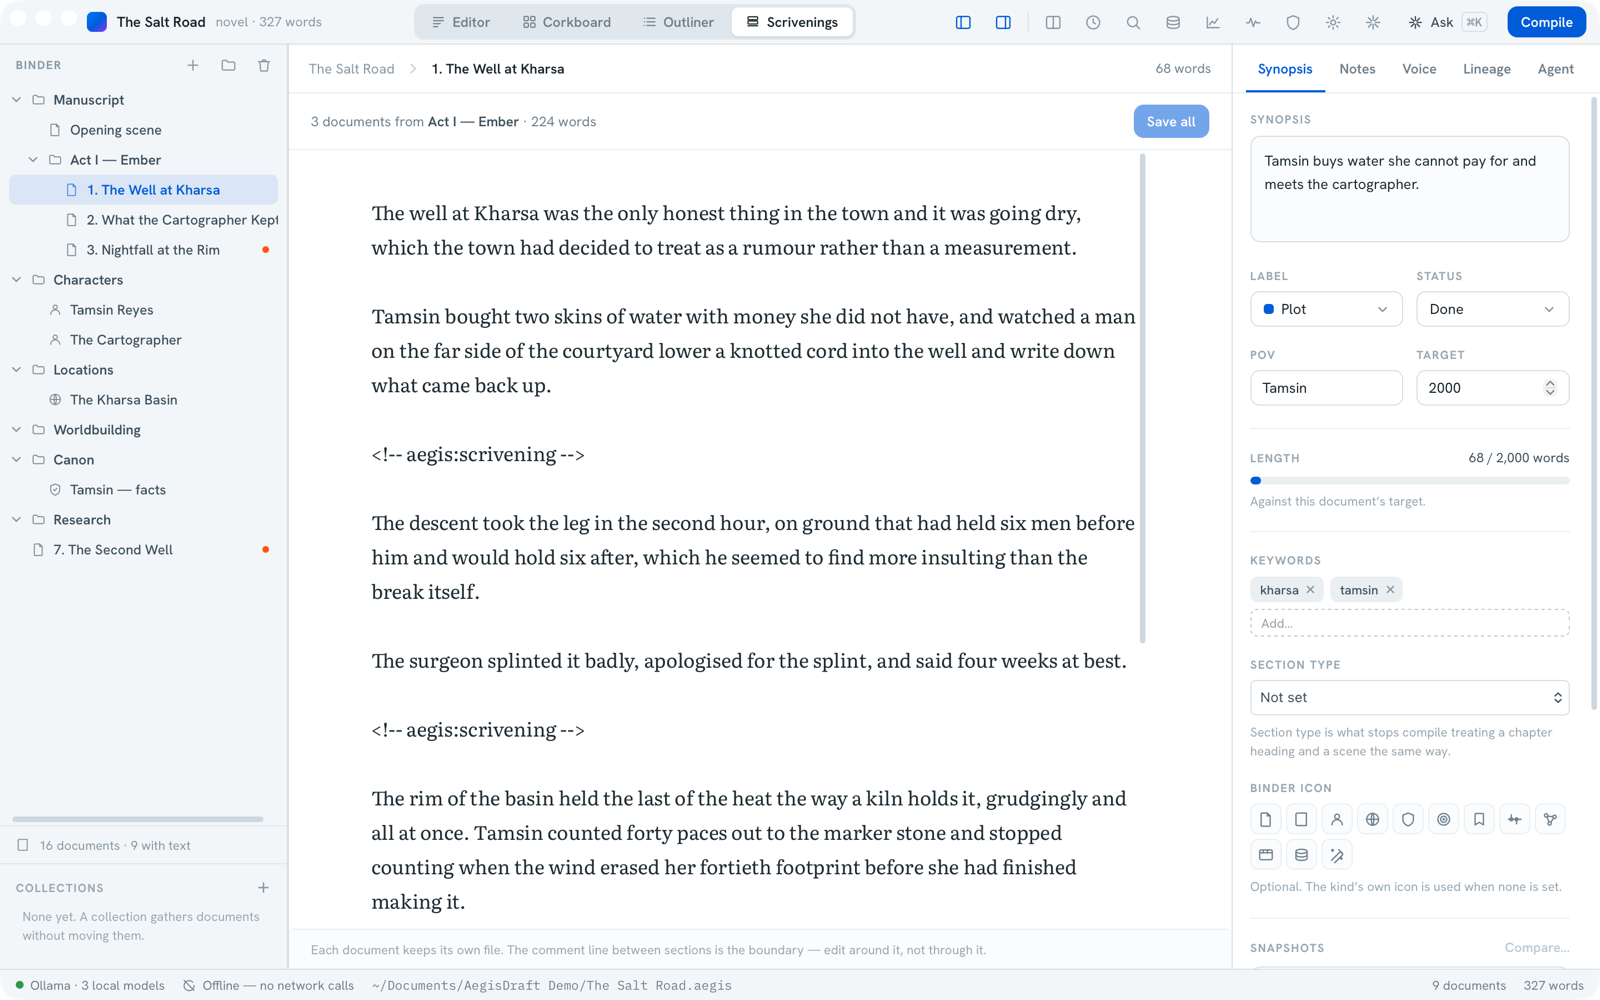 The Salt Road novel · 327 words
Editor
Corkboard
Outliner
Scrivenings
Ask ⌘K
Compile
BINDER
Manuscript
Opening scene
Act I — Ember
1. The Well at Kharsa
2. What the Cartographer Kept
3. Nightfall at the Rim
Characters
Tamsin Reyes
The Cartographer
Locations
The Kharsa Basin
Worldbuilding
Canon
Tamsin — facts
Research
7. The Second Well
16 documents · 9 with text
COLLECTIONS
None yet. A collection gathers documents
without moving them.
The Salt Road > 1. The Well at Kharsa
68 words
3 documents from Act I — Ember · 224 words
Save all
The well at Kharsa was the only honest thing in the town and it was going dry,
which the town had decided to treat as a rumour rather than a measurement.
Tamsin bought two skins of water with money she did not have, and watched a man
on the far side of the courtyard lower a knotted cord into the well and write down
what came back up.
<!-- aegis:scrivening -->
The descent took the leg in the second hour, on ground that had held six men before
him and would hold six after, which he seemed to find more insulting than the
break itself.
The surgeon splinted it badly, apologised for the splint, and said four weeks at best.
<!-- aegis:scrivening -->
The rim of the basin held the last of the heat the way a kiln holds it, grudgingly and
all at once. Tamsin counted forty paces out to the marker stone and stopped
counting when the wind erased her fortieth footprint before she had finished
making it.
Each document keeps its own file. The comment line between sections is the boundary — edit around it, not through it.
Synopsis
Notes
Voice
Lineage
Agent
SYNOPSIS
Tamsin buys water she cannot pay for and
meets the cartographer.
LABEL
STATUS
Plot
Done
POV
TARGET
Tamsin
2000
LENGTH
68 / 2,000 words
Against this document's target.
KEYWORDS
kharsa ×
tamsin ×
Add…
SECTION TYPE
Not set
Section type is what stops compile treating a chapter
heading and a scene the same way.
BINDER ICON
Optional. The kind's own icon is used when none is set.
SNAPSHOTS
Compare…
Ollama · 3 local models
Offline — no network calls
~/Documents/AegisDraft Demo/The Salt Road.aegis
9 documents
327 words